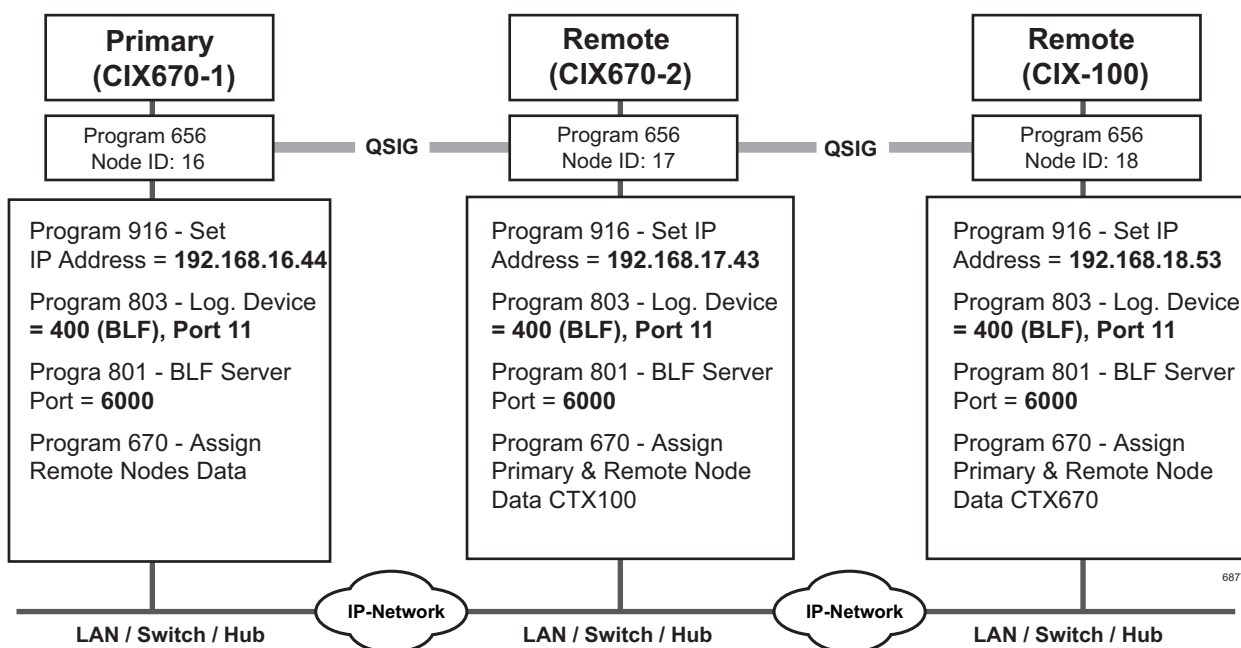 Primary
(CIX670-1)
Program 656
Node ID: 16
Program 916 - Set
IP Address = 192.168.16.44
Program 803 - Log. Device
= 400 (BLF), Port 11
Progra 801 - BLF Server
Port = 6000
Program 670 - Assign
Remote Nodes Data
QSIG
Remote
(CIX670-2)
Program 656
Node ID: 17
Program 916 - Set IP
Address = 192.168.17.43
Program 803 - Log. Device
= 400 (BLF), Port 11
Program 801 - BLF Server
Port = 6000
Program 670 - Assign
Primary & Remote Node
Data CTX100
QSIG
Remote
(CIX-100)
Program 656
Node ID: 18
Program 916 - Set IP
Address = 192.168.18.53
Program 803 - Log. Device
= 400 (BLF), Port 11
Program 801 - BLF Server
Port = 6000
Program 670 - Assign
Primary & Remote Node
Data CTX670
687
IP-Network
IP-Network
LAN / Switch / Hub
LAN / Switch / Hub
LAN / Switch / Hub